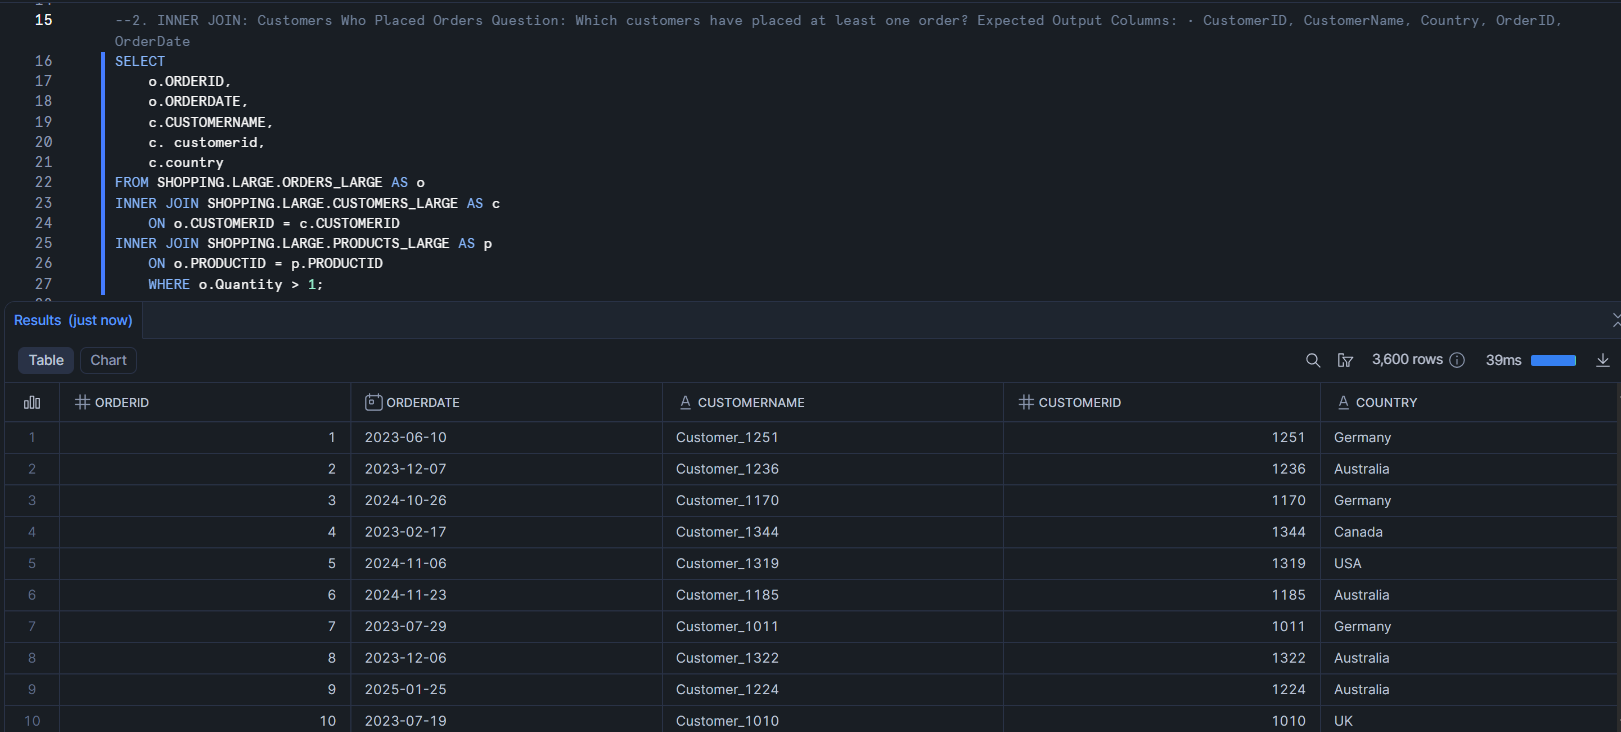 15 --2. INNER JOIN: Customers Who Placed Orders Question: Which customers have placed at least one order? Expected Output Columns: · CustomerID, CustomerName, Country, OrderID,
OrderDate
16 SELECT
17 o.ORDERID,
18 o.ORDERDATE,
19 c.CUSTOMERNAME,
20 c. customerid,
21 c.country
22 FROM SHOPPING.LARGE.ORDERS_LARGE AS o
23 INNER JOIN SHOPPING.LARGE.CUSTOMERS_LARGE AS c
24 ON o.CUSTOMERID = c.CUSTOMERID
25 INNER JOIN SHOPPING.LARGE.PRODUCTS_LARGE AS p
26 ON o.PRODUCTID = p.PRODUCTID
27 WHERE o.Quantity > 1;
Results (just now)
Table Chart 3,600 rows 39ms
ORDERID ORDERDATE CUSTOMERNAME CUSTOMERID COUNTRY
1 1 2023-06-10 Customer_1251 1251 Germany
2 2 2023-12-07 Customer_1236 1236 Australia
3 3 2024-10-26 Customer_1170 1170 Germany
4 4 2023-02-17 Customer_1344 1344 Canada
5 5 2024-11-06 Customer_1319 1319 USA
6 6 2024-11-23 Customer_1185 1185 Australia
7 7 2023-07-29 Customer_1011 1011 Germany
8 8 2023-12-06 Customer_1322 1322 Australia
9 9 2025-01-25 Customer_1224 1224 Australia
10 10 2023-07-19 Customer_1010 1010 UK